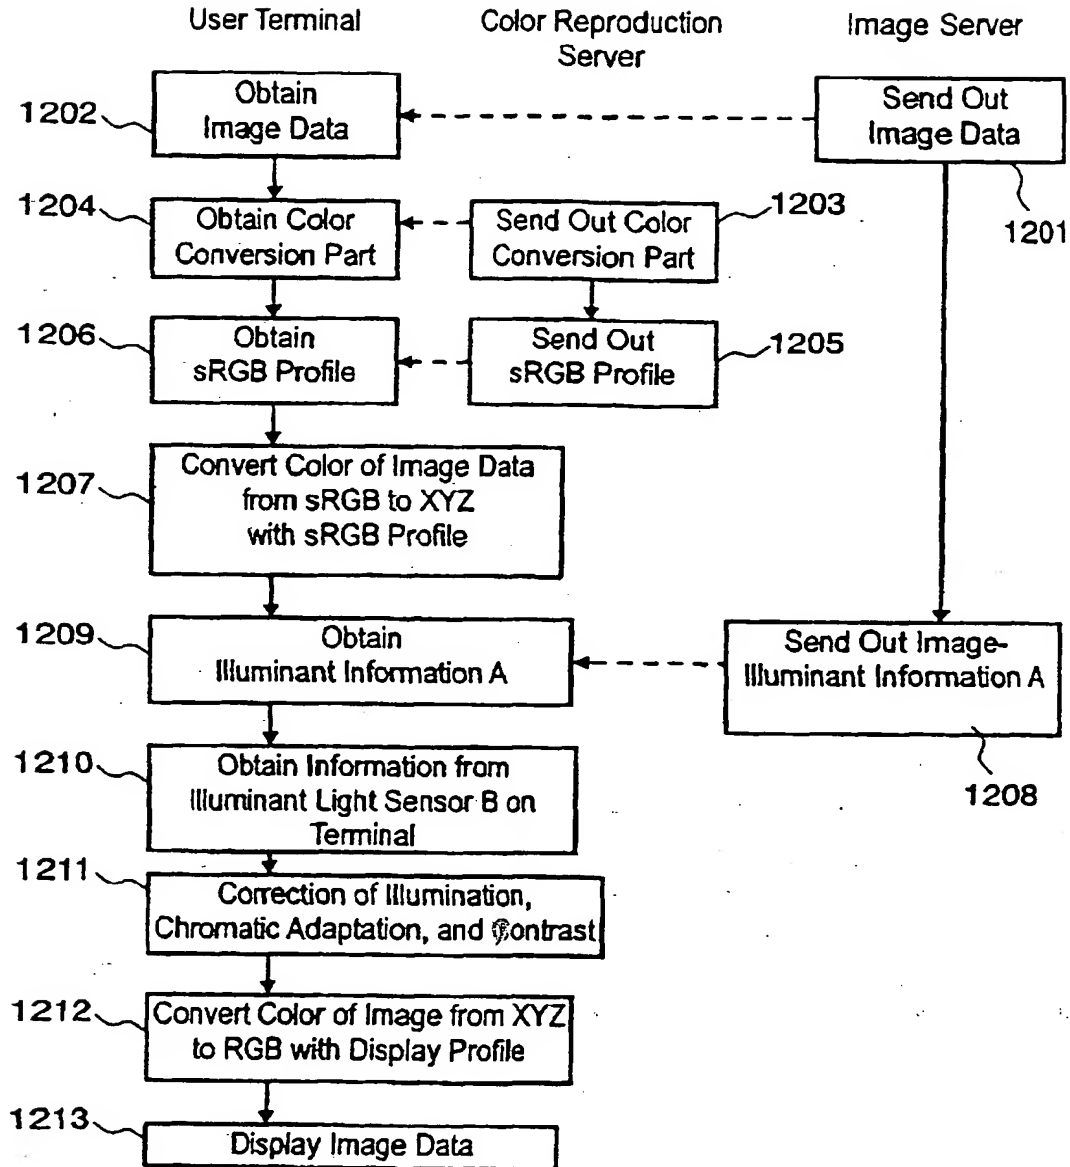 User Terminal
Color Reproduction
Server
Image Server
1202
Obtain
Image Data
Send Out
Image Data
1201
1204
Obtain Color
Conversion Part
Send Out Color
Conversion Part
1203
1206
Obtain
sRGB Profile
Send Out
sRGB Profile
1205
1207
Convert Color of Image Data
from sRGB to XYZ
with sRGB Profile
1209
Obtain
Illuminant Information A
Send Out Image-
Illuminant Information A
1208
1210
Obtain Information from
Illuminant Light Sensor B on
Terminal
1211
Correction of Illumination,
Chromatic Adaptation, and Contrast
1212
Convert Color of Image from XYZ
to RGB with Display Profile
1213
Display Image Data